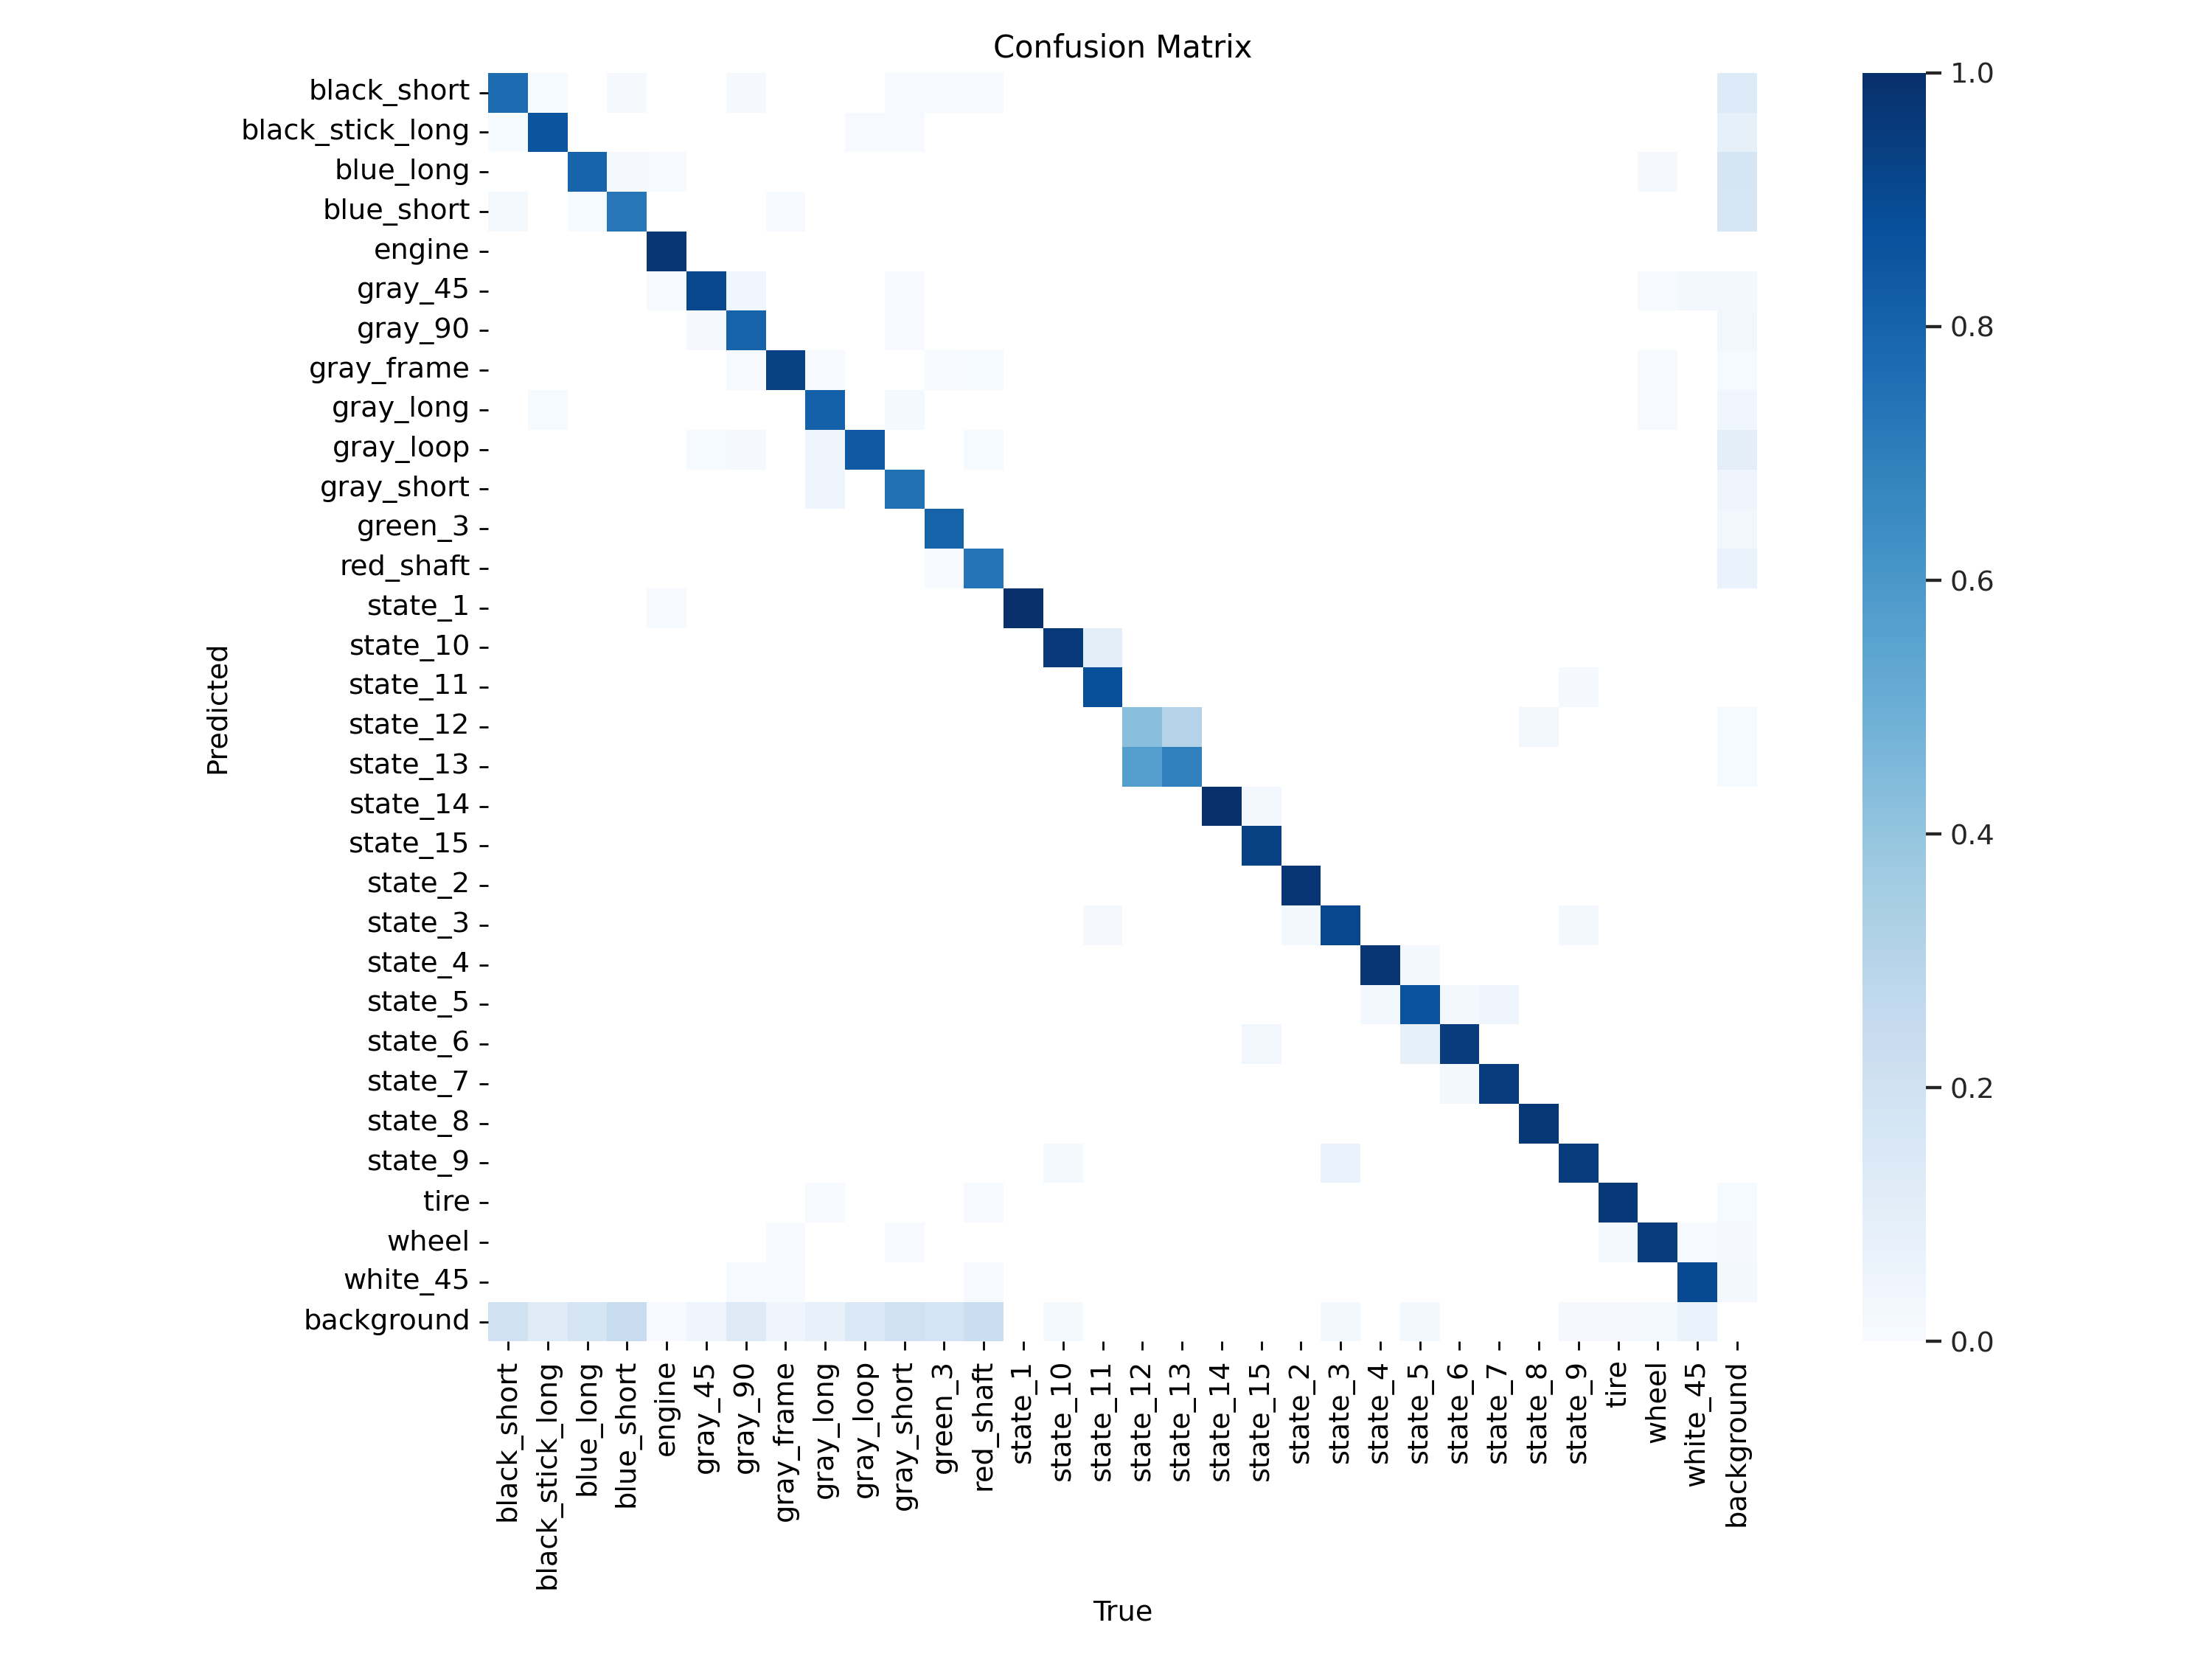 Confusion Matrix
Predicted
black_short
black_stick_long
blue_long
blue_short
engine
gray_45
gray_90
gray_frame
gray_long
gray_loop
gray_short
green_3
red_shaft
state_1
state_10
state_11
state_12
state_13
state_14
state_15
state_2
state_3
state_4
state_5
state_6
state_7
state_8
state_9
tire
wheel
white_45
background
black_short
black_stick_long
blue_long
blue_short
engine
gray_45
gray_90
gray_frame
gray_long
gray_loop
gray_short
green_3
red_shaft
state_1
state_10
state_11
state_12
state_13
state_14
state_15
state_2
state_3
state_4
state_5
state_6
state_7
state_8
state_9
tire
wheel
white_45
background
True
1.0
0.8
0.6
0.4
0.2
0.0